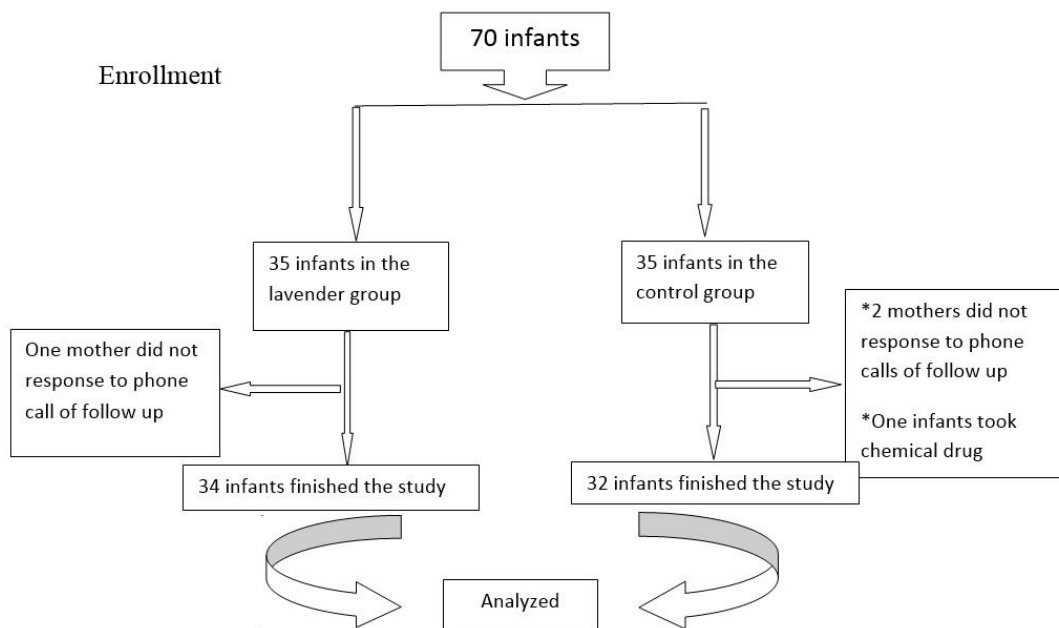 70 infants
Enrollment
35 infants in the
lavender group
35 infants in the
control group
One mother did not
response to phone
call of follow up
*2 mothers did not
response to phone
calls of follow up
*One infants took
chemical drug
34 infants finished the study
32 infants finished the study
Analyzed